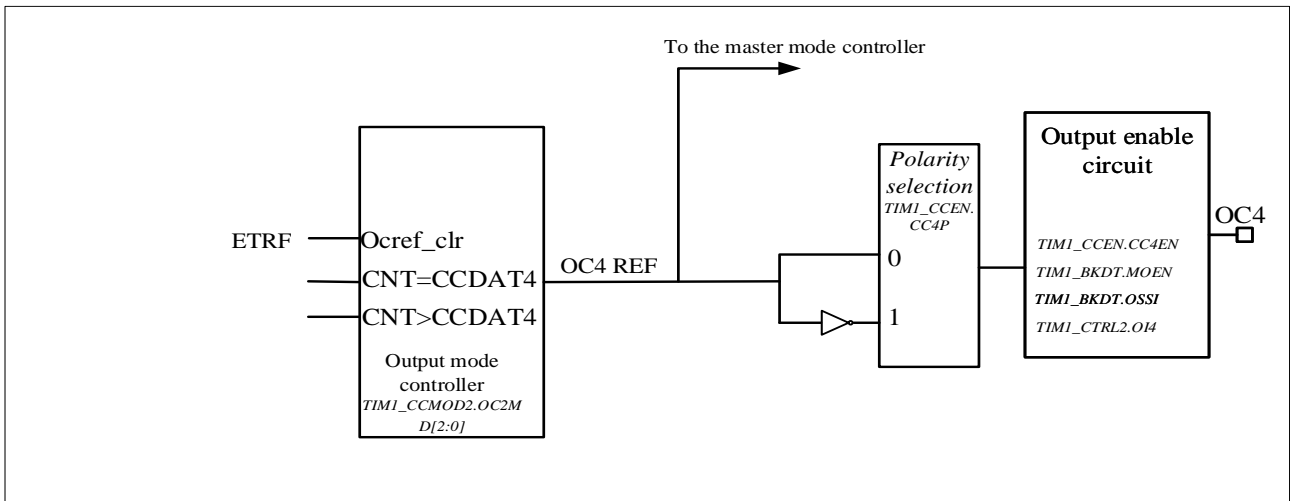 To the master mode controller
ETRF
Ocref_clr
CNT=CCDAT4
CNT>CCDAT4
Output mode
controller
TIM1_CCMOD2.OC2M
D[2:0]
OC4 REF
Polarity
selection
TIM1_CCEN.
CC4P
0
1
Output enable
circuit
TIM1_CCEN.CC4EN
TIM1_BKDT.MOEN
TIM1_BKDT.OSSI
TIM1_CTRL2.OI4
OC4